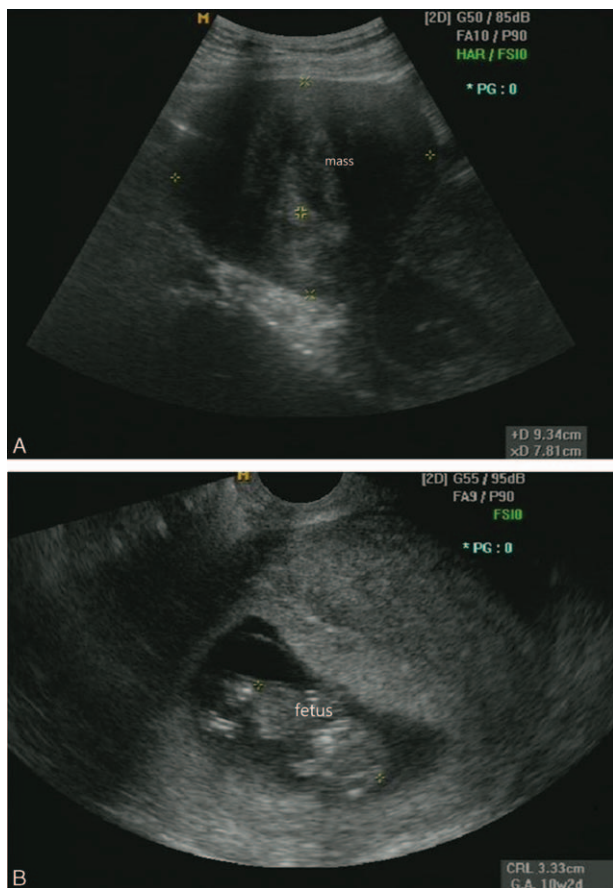 M
[2D] G50 / 85dB
FA10 / P90
HAR / FSI0
* PG : 0
mass
+D 9.34cm
xD 7.81cm
A
M
[2D] G55 / 95dB
FA9 / P90
FSI0
* PG : 0
fetus
CRL 3.33cm
G.A. 10w2d
B